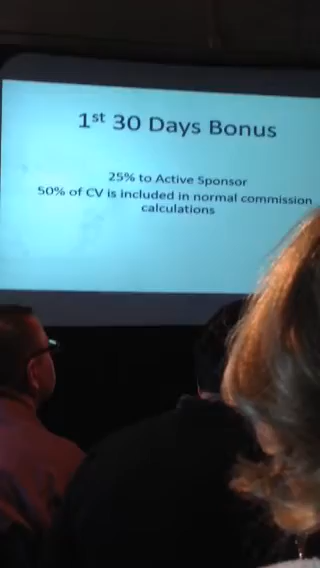 1st 30 Days Bonus
25% to Active Sponsor
50% of CV is included in normal commission
calculations